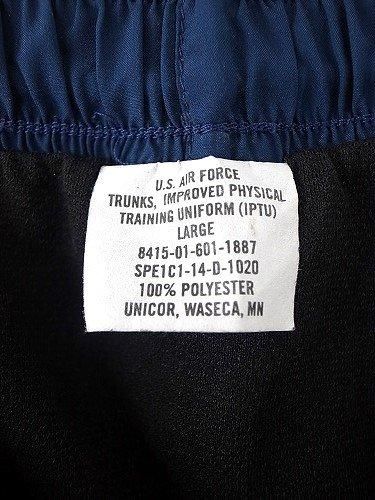 U.S. AIR FORCE
TRUNKS, IMPROVED PHYSICAL
TRAINING UNIFORM (IPTU)
LARGE
8415-01-601-1887
SPE1C1-14-D-1020
100% POLYESTER
UNICOR, WASECA, MN